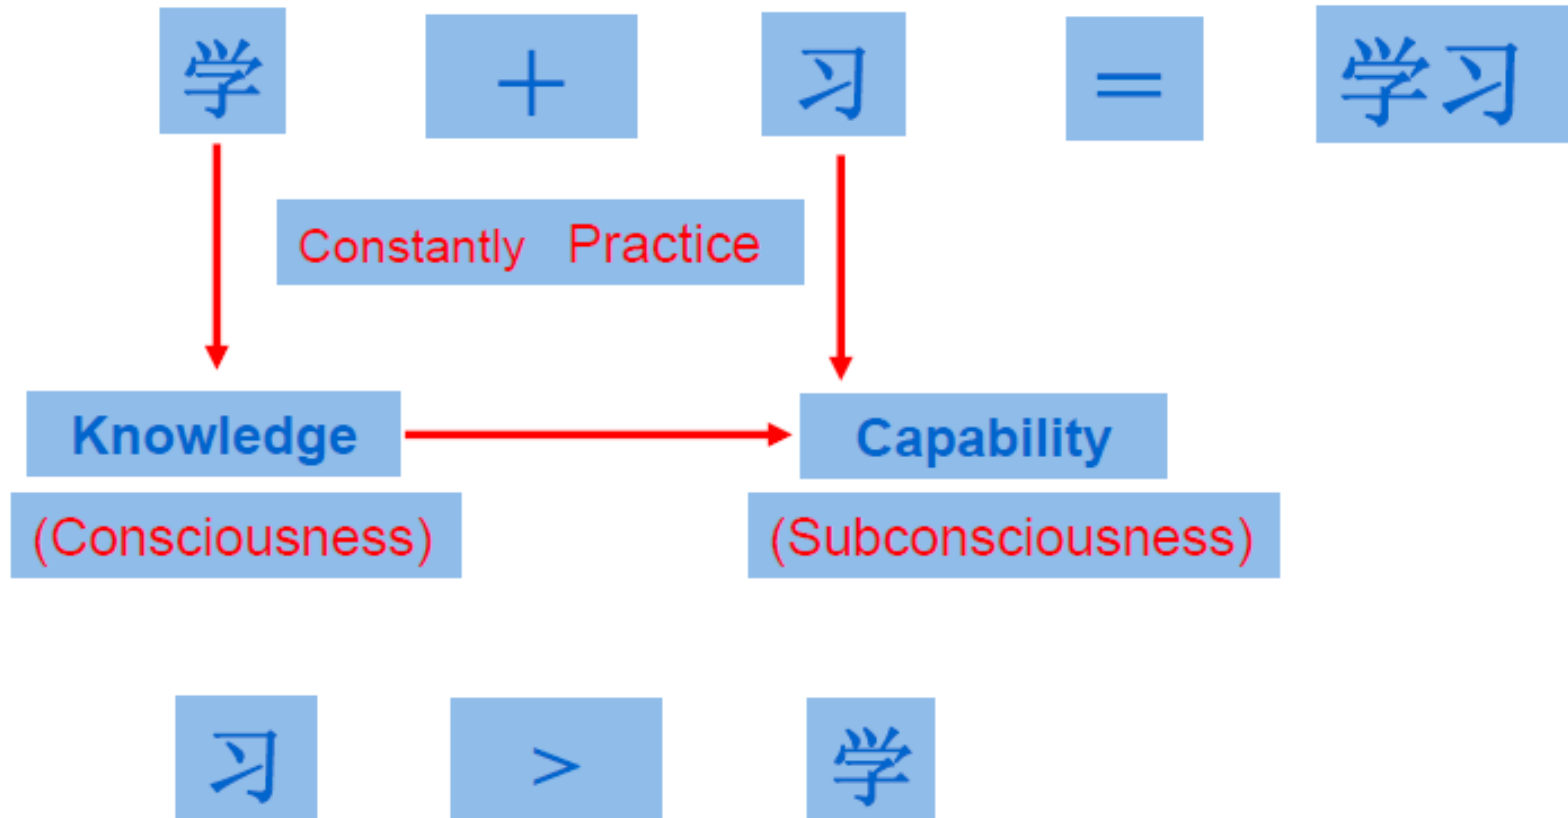 学 + 习 = 学习
Constantly Practice
Knowledge Capability
(Consciousness) (Subconsciousness)
习 > 学